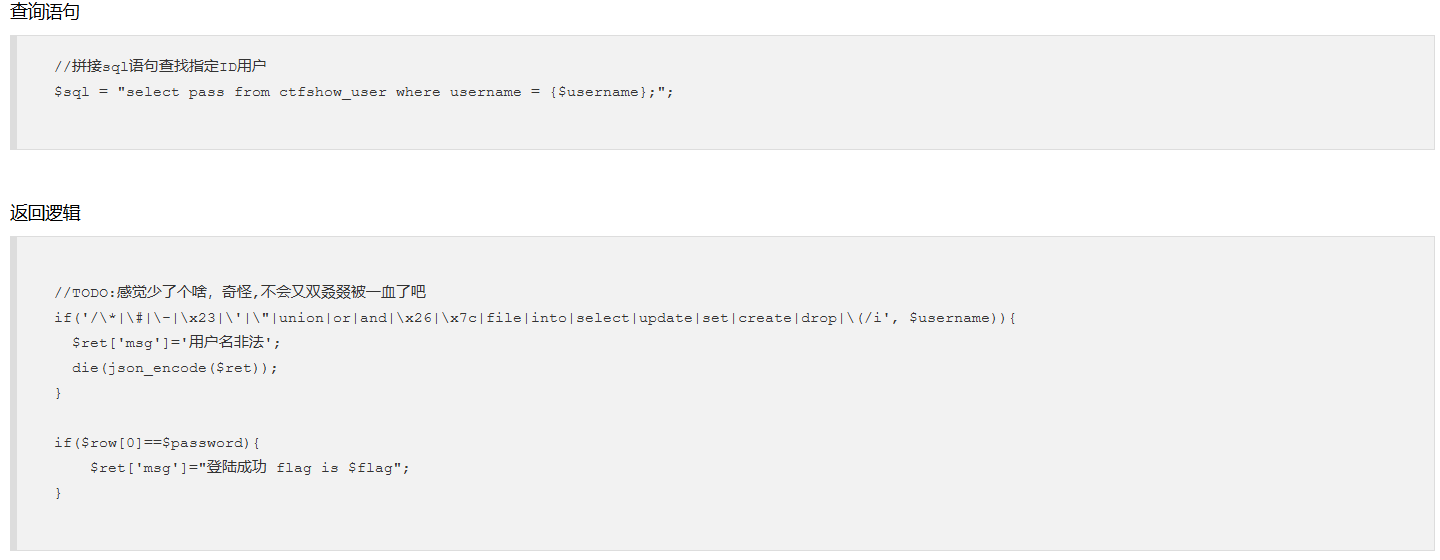 查询语句
//拼接sql语句查找指定ID用户
$sql = "select pass from ctfshow_user where username = {$username};";
返回逻辑
//TODO:感觉少了个啥，奇怪,不会又双叒叕被一血了吧
if('/\*|\#|\-|\x23|\'|\"|union|or|and|\x26|\x7c|file|into|select|update|set|create|drop|\(/i', $username)){
$ret['msg']='用户名非法';
die(json_encode($ret));
}
if($row[0]==$password){
$ret['msg']="登陆成功 flag is $flag";
}